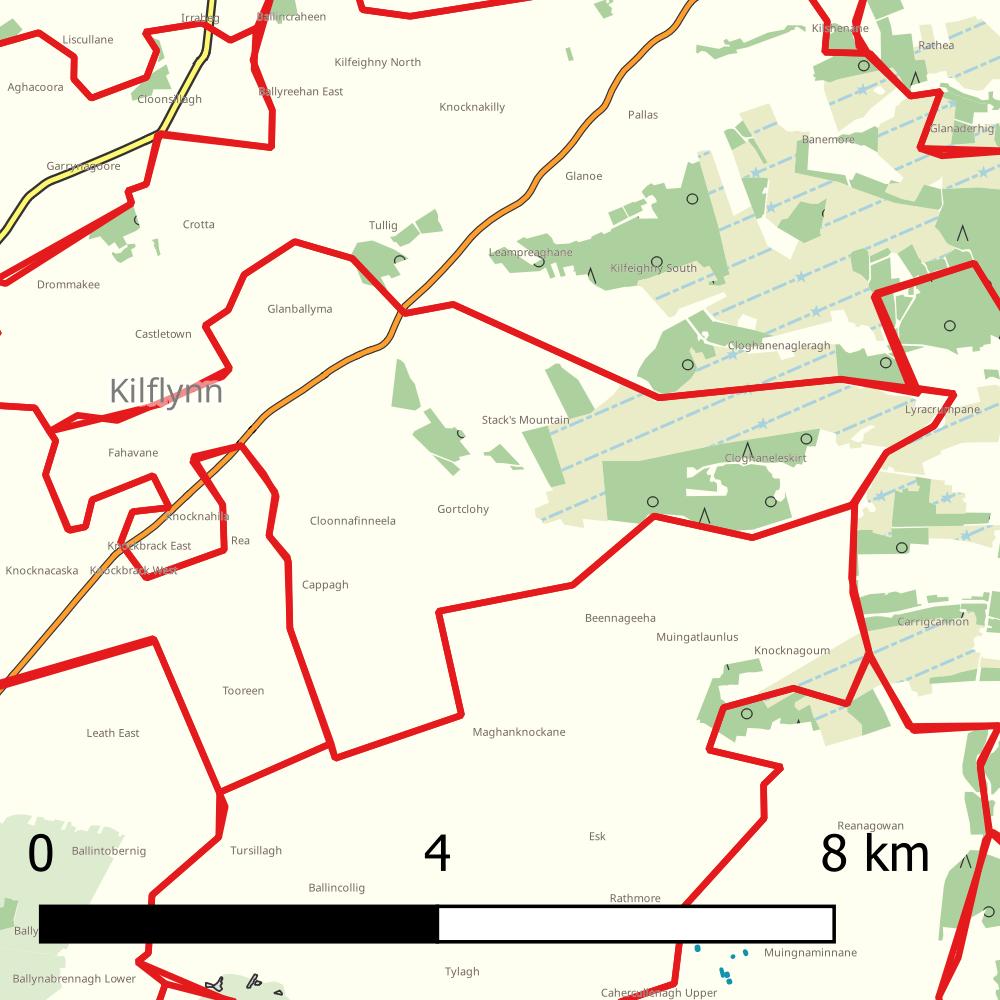 Irrabeg
Ballincraheen
Liscullane
Kilshenane
Rathea
Kilfeighny North
Aghacoora
Ballyreehan East
Cloonsillagh
Knocknakilly
Pallas
Glanaderhig
Banemore
Garrynagoore
Glanoe
Crotta
Tullig
Leampreaghane
Kilfeighny South
Drommakee
Glanballyma
Castletown
Cloghanenagleragh
Kilflynn
Lyracrumpane
Stack's Mountain
Fahavane
Cloghaneleskirt
Gortclohy
Knocknahila
Cloonnafinneela
Rea
Knockbrack East
Knocknacaska
Knockbrack West
Cappagh
Beennageeha
Carrigcannon
Muingatlaunlus
Knocknagoum
Tooreen
Leath East
Maghanknockane
Reanagowan
Esk
0
4
8 km
Ballintobernig
Tursillagh
Ballincollig
Rathmore
Bally
Muingnaminnane
Tylagh
Ballynabrennagh Lower
Cahercullenagh Upper